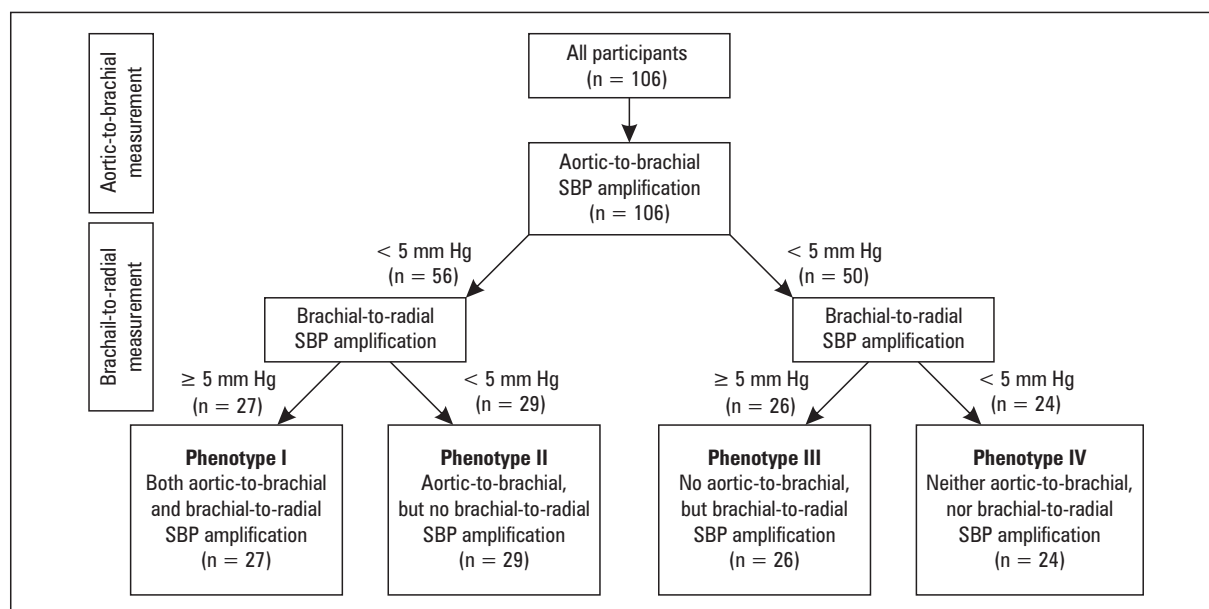 Aortic-to-brachial
measurement
Brachail-to-radial
measurement
All participants
(n = 106)
Aortic-to-brachial
SBP amplification
(n = 106)
< 5 mm Hg
(n = 56)
< 5 mm Hg
(n = 50)
Brachial-to-radial
SBP amplification
Brachial-to-radial
SBP amplification
≥ 5 mm Hg
(n = 27)
< 5 mm Hg
(n = 29)
≥ 5 mm Hg
(n = 26)
< 5 mm Hg
(n = 24)
Phenotype I
Both aortic-to-brachial
and brachial-to-radial
SBP amplification
(n = 27)
Phenotype II
Aortic-to-brachial,
but no brachial-to-radial
SBP amplification
(n = 29)
Phenotype III
No aortic-to-brachial,
but brachial-to-radial
SBP amplification
(n = 26)
Phenotype IV
Neither aortic-to-brachial,
nor brachial-to-radial
SBP amplification
(n = 24)